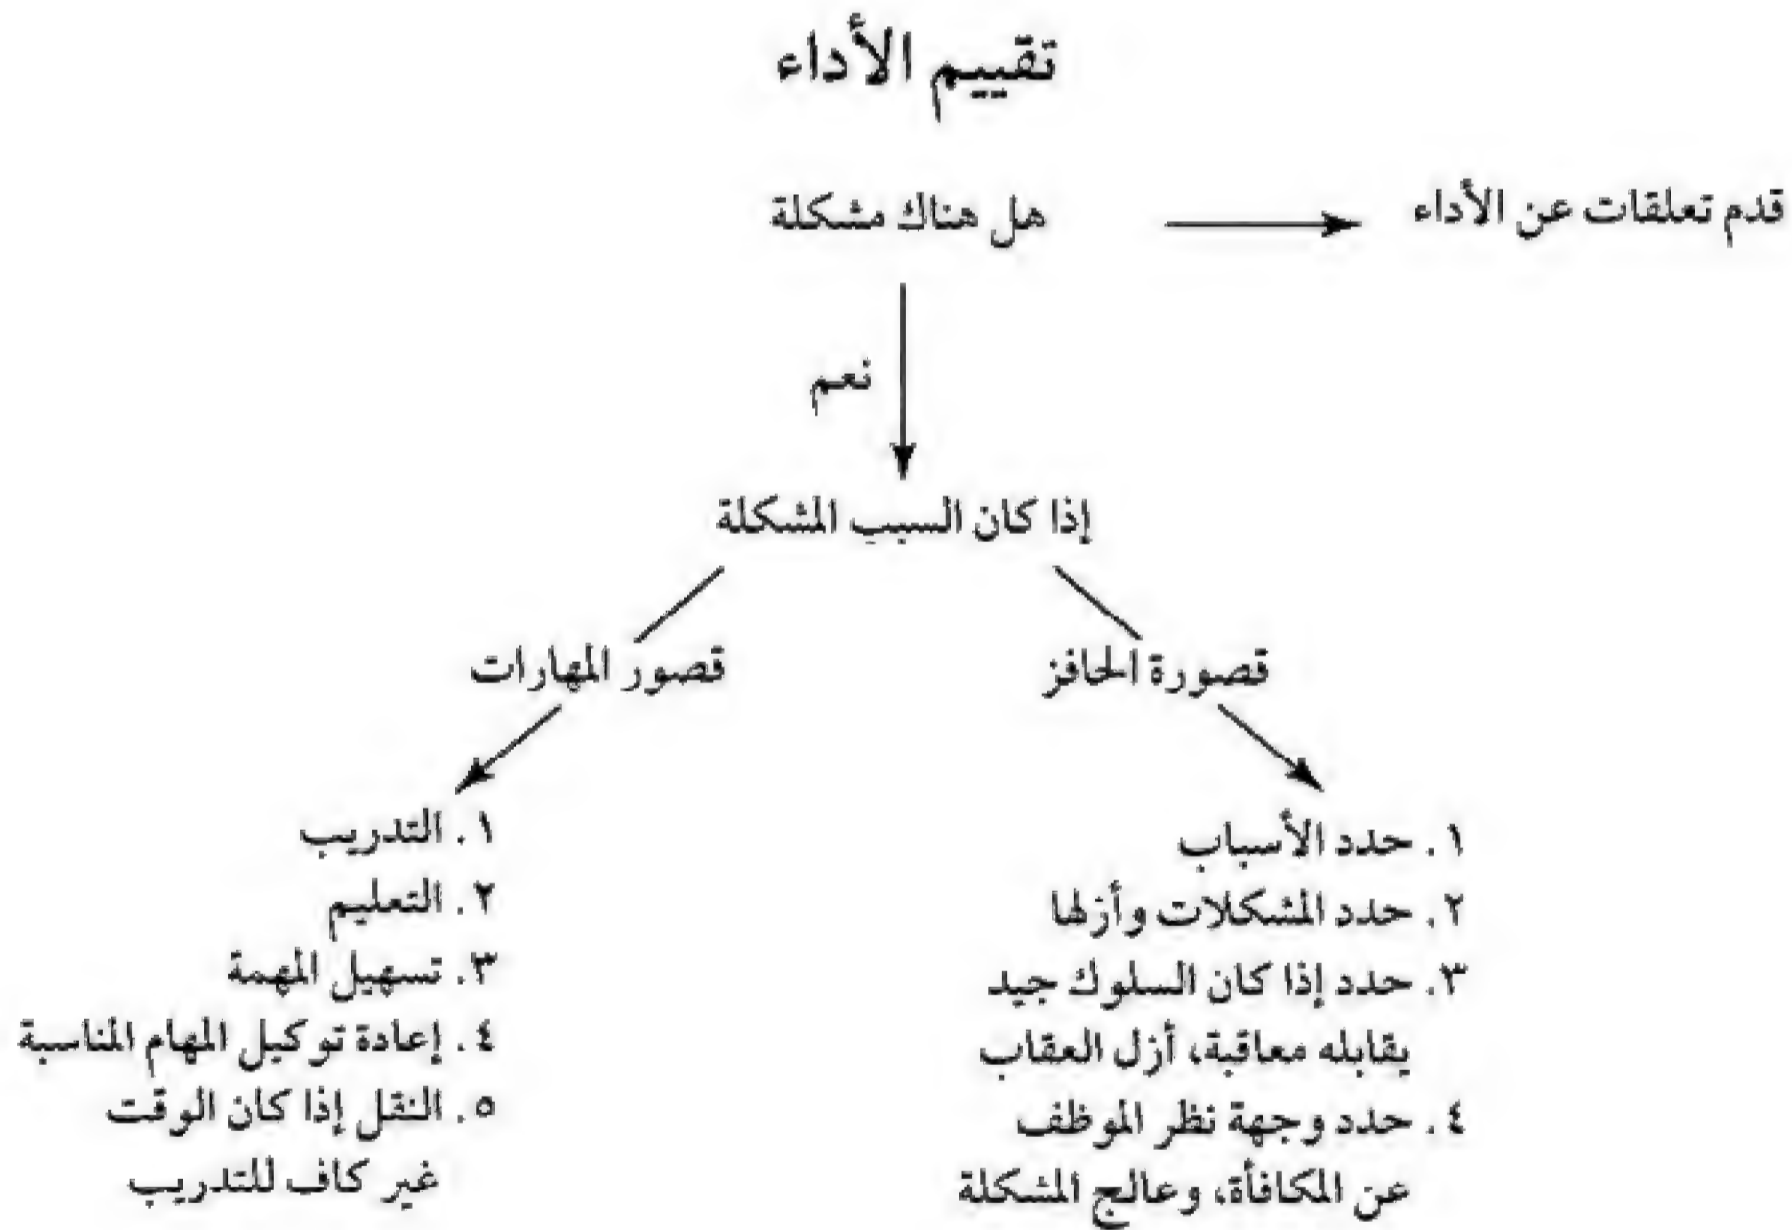 تقييم الأداء
هل هناك مشكلة
قدم تعلقات عن الأداء
نعم
إذا كان السبب المشكلة
قصورة الحافز
قصور المهارات
١. حدد الأسباب
٢. حدد المشكلات وأزلها
٣. حدد إذا كان السلوك جيد
يقابله معاقبة، أزل العقاب
٤. حدد وجهة نظر الموظف
عن المكافأة، وعالج المشكلة
١. التدريب
٢. التعليم
٣. تسهيل المهمة
٤. إعادة توكيل المهام المناسبة
٥. النقل إذا كان الوقت
غير كاف للتدريب